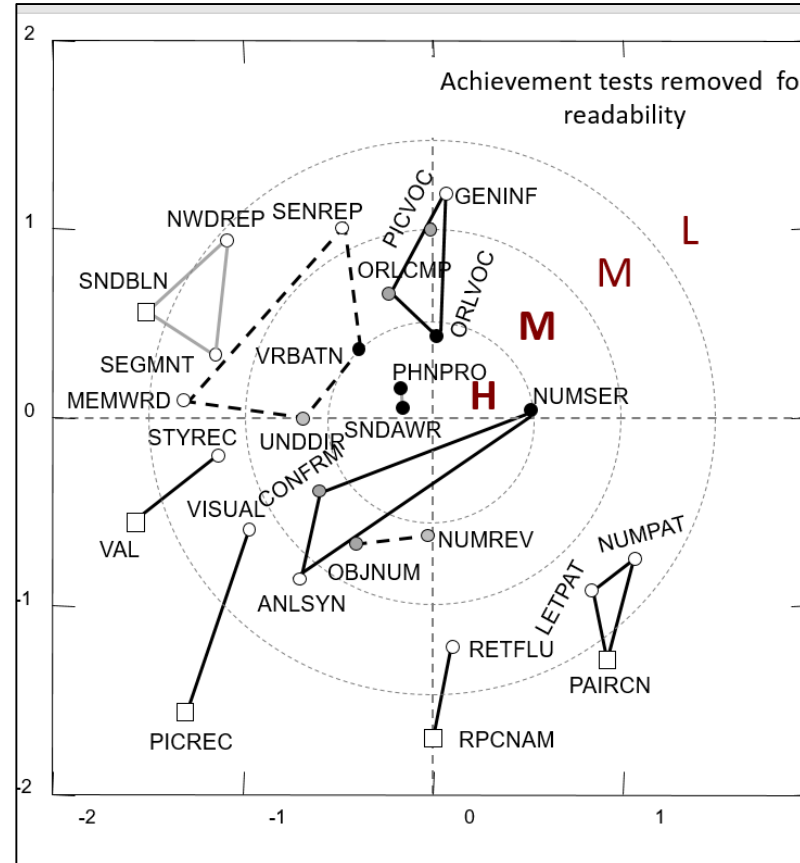 2
Achievement tests removed fo
readability
PICVOC
GENINF
SENREP
NWDREP
1
L
SNDBLN
ORLCMP
M
ORLVOC
SEGMNT
VRBATN
M
PHNPRO
MEMWRD
H
NUMSER
0
STYREC
UNDDIR
SNDAWR
CONFRM
VISUAL
VAL
NUMREV
NUMPAT
OBJNUM
ANLSYN
LETPAT
-1
RETFLU
PAIRCN
PICREC
RPCNAM
-2
-2 -1 0 1